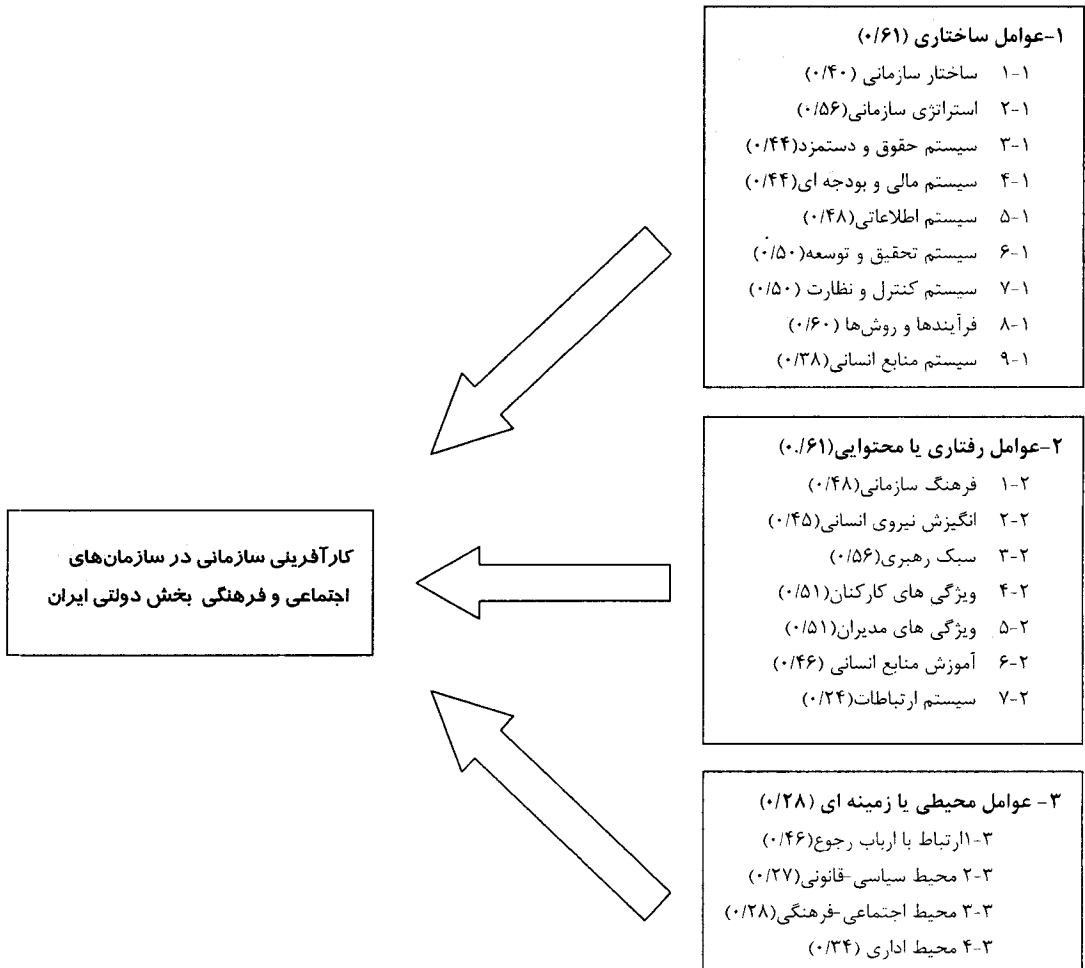 ۱-عوامل ساختاری (۰/۶۱)
۱-۱ ساختار سازمانی (۰/۴۰)
۲-۱ استراتژی سازمانی(۰/۵۶)
۳-۱ سیستم حقوق و دستمزد(۰/۴۴)
۴-۱ سیستم مالی و بودجه ای(۰/۴۴)
۵-۱ سیستم اطلاعاتی(۰/۴۸)
۶-۱ سیستم تحقیق و توسعه(۰/۵۰)
۷-۱ سیستم کنترل و نظارت (۰/۵۰)
۸-۱ فرآیندها و روش‌ها (۰/۶۰)
۹-۱ سیستم منابع انسانی(۰/۳۸)
۲-عوامل رفتاری یا محتوایی(۰./۶۱)
۱-۲ فرهنگ سازمانی(۰/۴۸)
۲-۲ انگیزش نیروی انسانی(۰/۴۵)
۳-۲ سبک رهبری(۰/۵۶)
۴-۲ ویژگی های کارکنان(۰/۵۱)
۵-۲ ویژگی های مدیران(۰/۵۱)
۶-۲ آموزش منابع انسانی (۰/۴۶)
۷-۲ سیستم ارتباطات(۰/۲۴)
۳- عوامل محیطی یا زمینه ای (۰/۲۸)
۱-۳ارتباط با ارباب رجوع(۰/۴۶)
۲-۳ محیط سیاسی-قانونی(۰/۲۷)
۳-۳ محیط اجتماعی-فرهنگی(۰/۲۸)
۴-۳ محیط اداری (۰/۳۴)
کارآفرینی سازمانی در سازمان‌های
اجتماعی و فرهنگی بخش دولتی ایران